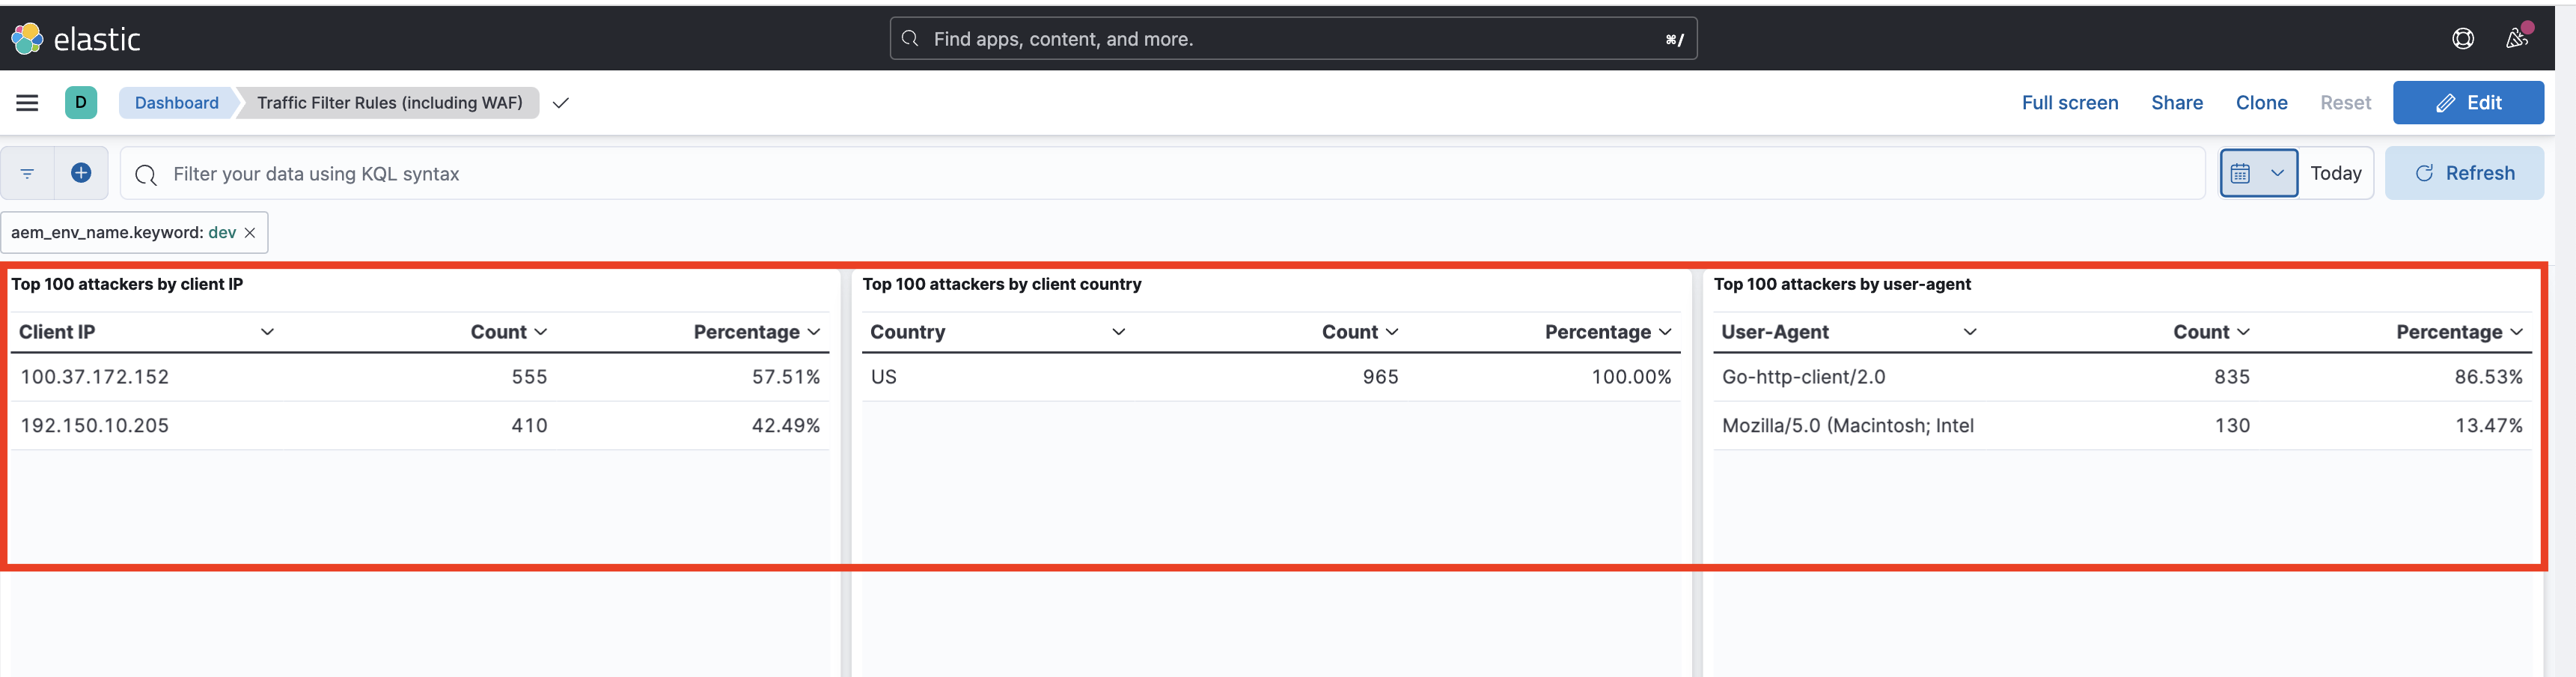 elastic
Find apps, content, and more.
⌘/
D
Dashboard
Traffic Filter Rules (including WAF)
Full screen
Share
Clone
Reset
Edit
Filter your data using KQL syntax
Today
Refresh
aem_env_name.keyword: dev
Top 100 attackers by client IP
Client IP Count Percentage
100.37.172.152 555 57.51%
192.150.10.205 410 42.49%
Top 100 attackers by client country
Country Count Percentage
US 965 100.00%
Top 100 attackers by user-agent
User-Agent Count Percentage
Go-http-client/2.0 835 86.53%
Mozilla/5.0 (Macintosh; Intel 130 13.47%